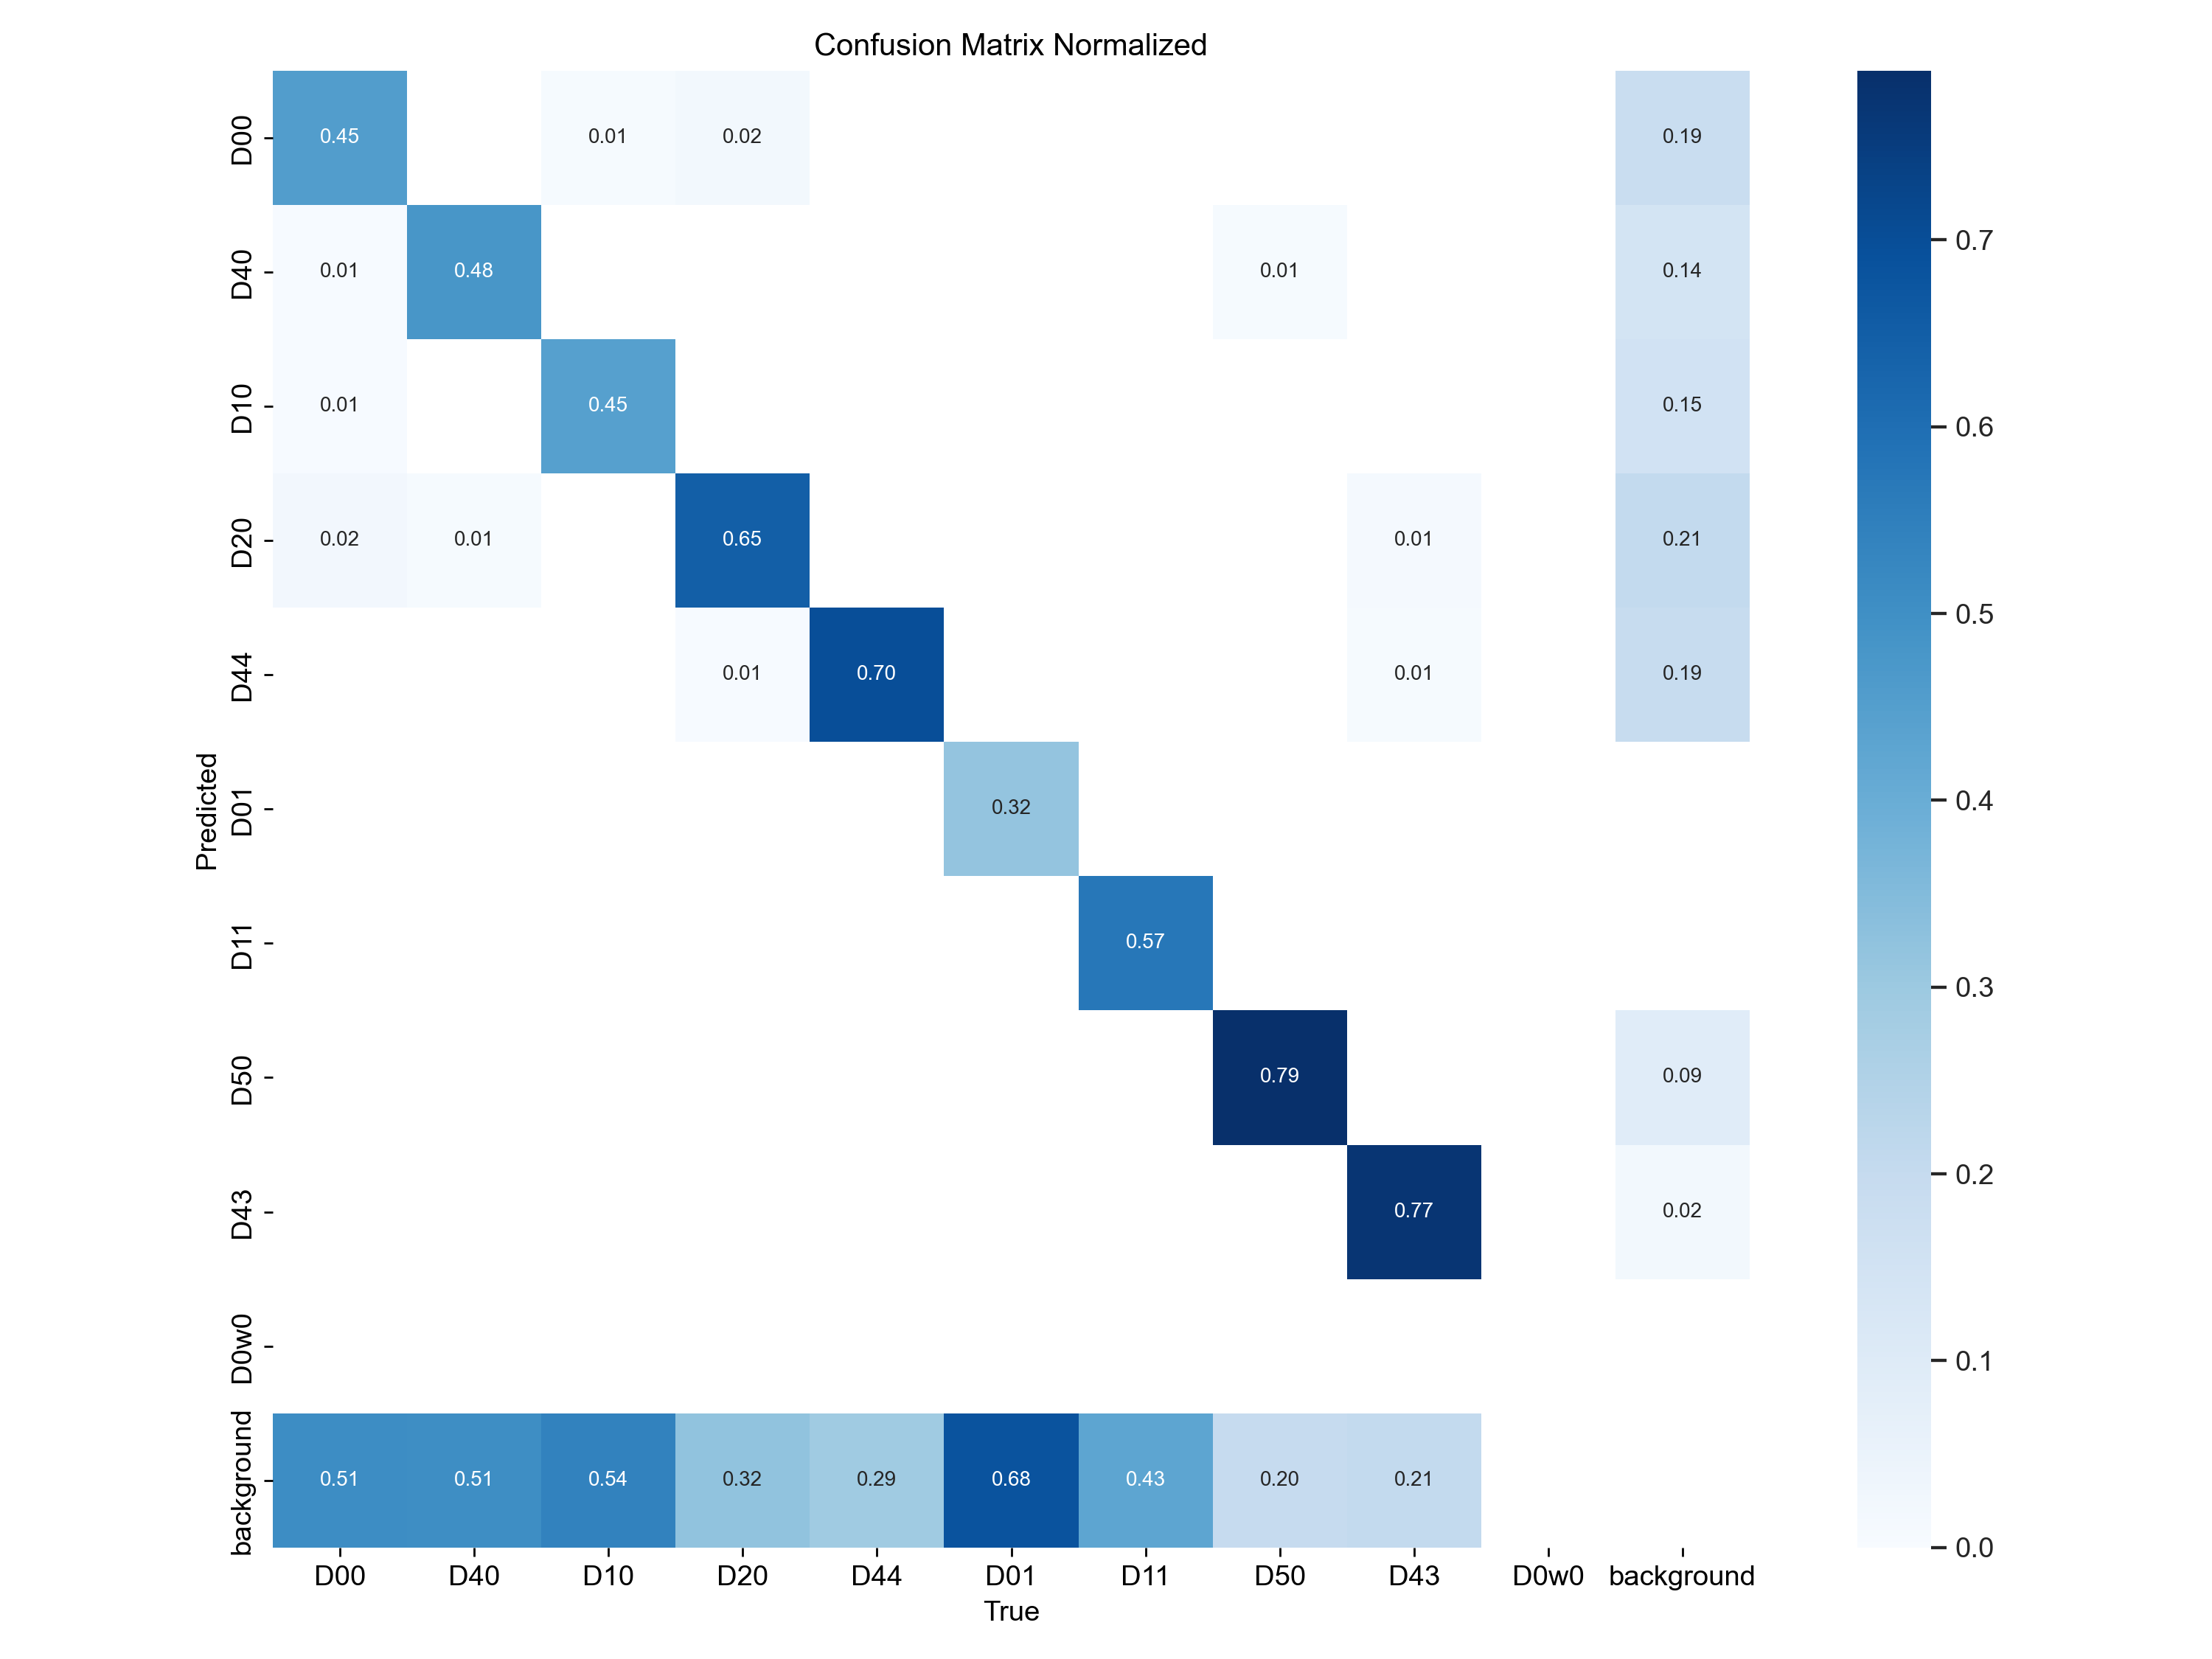 Confusion Matrix Normalized
D00 0.45 0.01 0.02 0.19
D40 0.01 0.48 0.01 0.14
D10 0.01 0.45 0.15
D20 0.02 0.01 0.65 0.01 0.21
D44 0.01 0.70 0.01 0.19
D01 0.32
D11 0.57
D50 0.79 0.09
D43 0.77 0.02
D0w0
background 0.51 0.51 0.54 0.32 0.29 0.68 0.43 0.20 0.21
Predicted
D00 D40 D10 D20 D44 D01 D11 D50 D43 D0w0 background
True
0.7
0.6
0.5
0.4
0.3
0.2
0.1
0.0